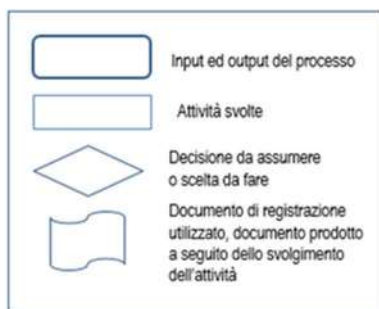 Input ed output del processo
Attività svolte
Decisione da assumere
o scelta da fare
Documento di registrazione
utilizzato, documento prodotto
a seguito dello svolgimento
dell'attività